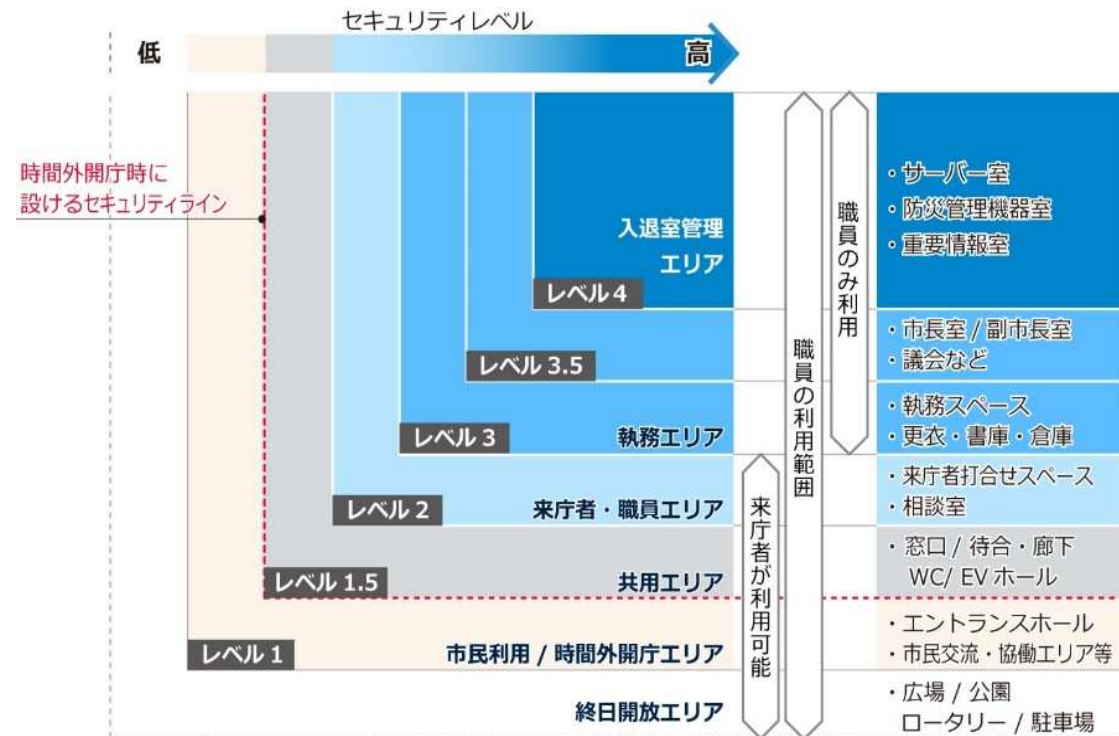 セキュリティレベル
低
高
時間外開庁時に
設けるセキュリティライン
入退室管理
エリア
レベル 4
・サーバー室
・防災管理機器室
・重要情報室
職員のみ利用
レベル 3.5
・市長室 / 副市長室
・議会など
職員の利用範囲
レベル 3
執務エリア
・執務スペース
・更衣・書庫・倉庫
レベル 2
来庁者・職員エリア
・来庁者打合せスペース
・相談室
来庁者が利用可能
レベル 1.5
共用エリア
・窓口 / 待合・廊下
WC/ EV ホール
レベル 1
市民利用 / 時間外開庁エリア
・エントランスホール
・市民交流・協働エリア等
終日開放エリア
・広場 / 公園
ロータリー / 駐車場